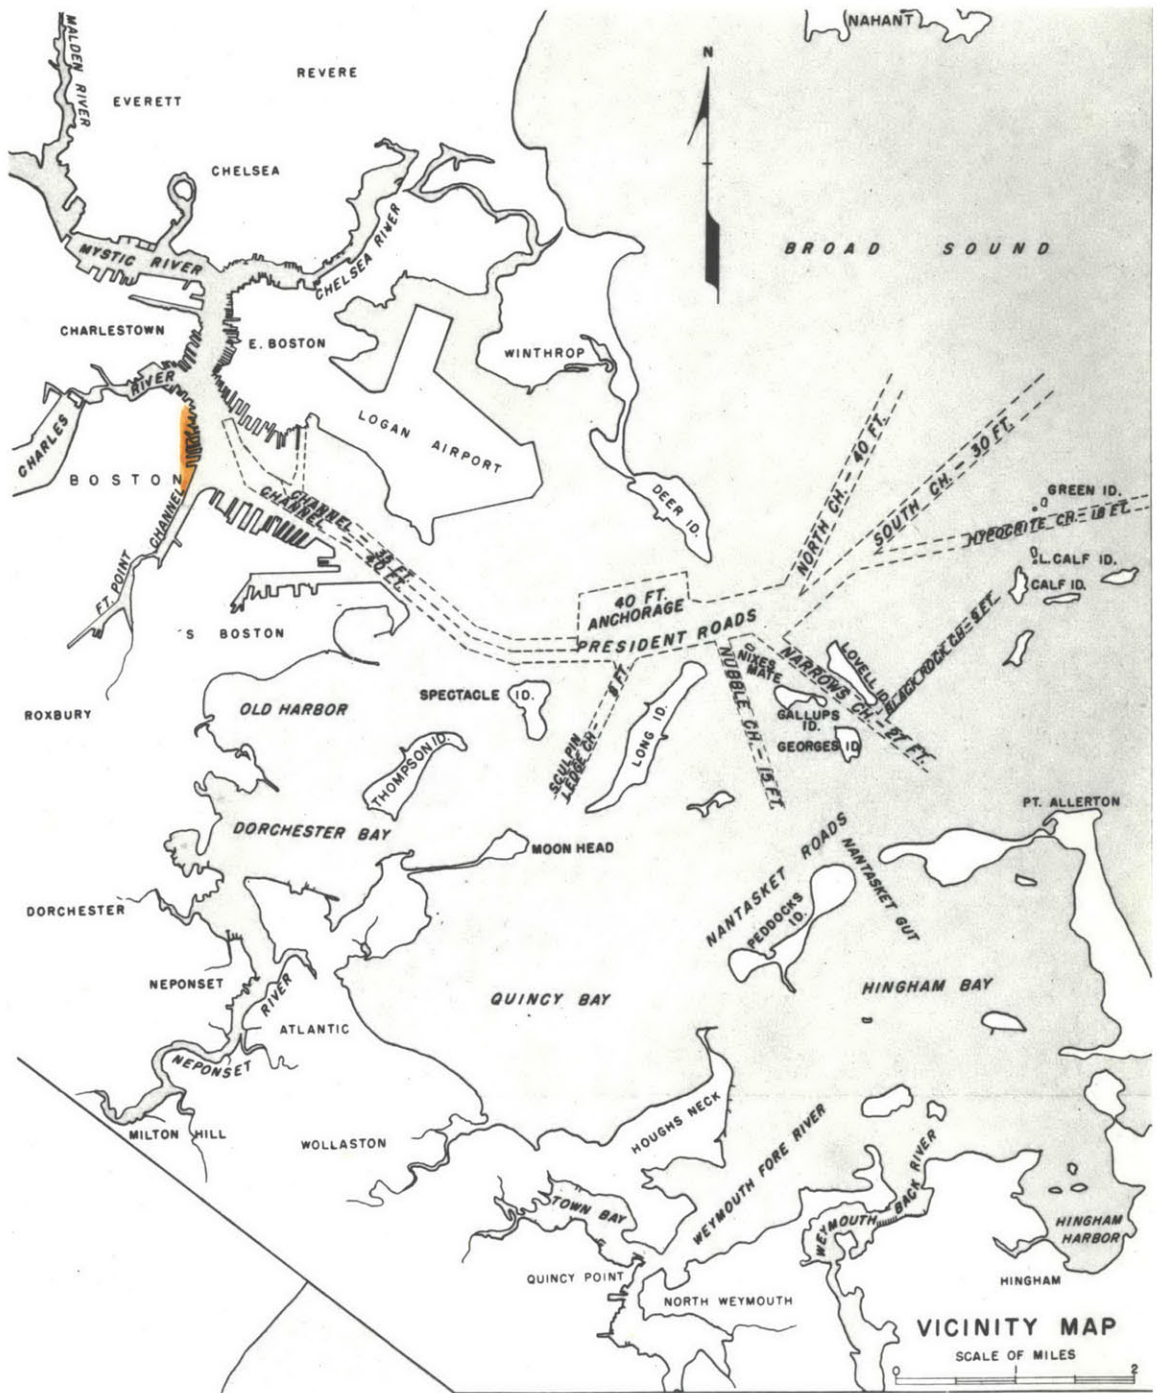 NAHANT
MALDEN RIVER
REVERE
EVERETT
N
CHELSEA
CHELSEA RIVER
MYSTIC RIVER
BROAD SOUND
CHARLESTOWN
E. BOSTON
WINTHROP
RIVER
CHARLES
LOGAN AIRPORT
BOSTON
CHANNEL
FT. POINT
CHANNEL - 35 FT.
CHANNEL - 40 FT.
DEER ID.
NORTH CH. - 40 FT.
SOUTH CH. - 30 FT.
GREEN ID.
HYPOCRITE CH. - 18 FT.
L. CALF ID.
CALF ID.
40 FT.
ANCHORAGE
PRESIDENT ROADS
'S BOSTON
NIXES
MATE
NARROWS CH. - 27 FT.
LOVELL ID.
BLACK ROCK CH. - 9 FT.
NUBBLE CH. - 15 FT.
SPECTACLE ID.
SCULPIN
LEDGE CH - 8 FT.
LONG ID.
GALLUPS
ID.
GEORGES ID
ROXBURY
OLD HARBOR
THOMPSON ID.
PT. ALLERTON
DORCHESTER BAY
MOON HEAD
NANTASKET ROADS
NANTASKET GUT
PEDDOCKS
ID.
DORCHESTER
NEPONSET
RIVER
NEPONSET
ATLANTIC
QUINCY BAY
HINGHAM BAY
MILTON HILL
WOLLASTON
HOUGHS NECK
WEYMOUTH FORE RIVER
WEYMOUTH BACK RIVER
TOWN BAY
HINGHAM
HARBOR
QUINCY POINT
NORTH WEYMOUTH
HINGHAM
VICINITY MAP
SCALE OF MILES
0 1 2